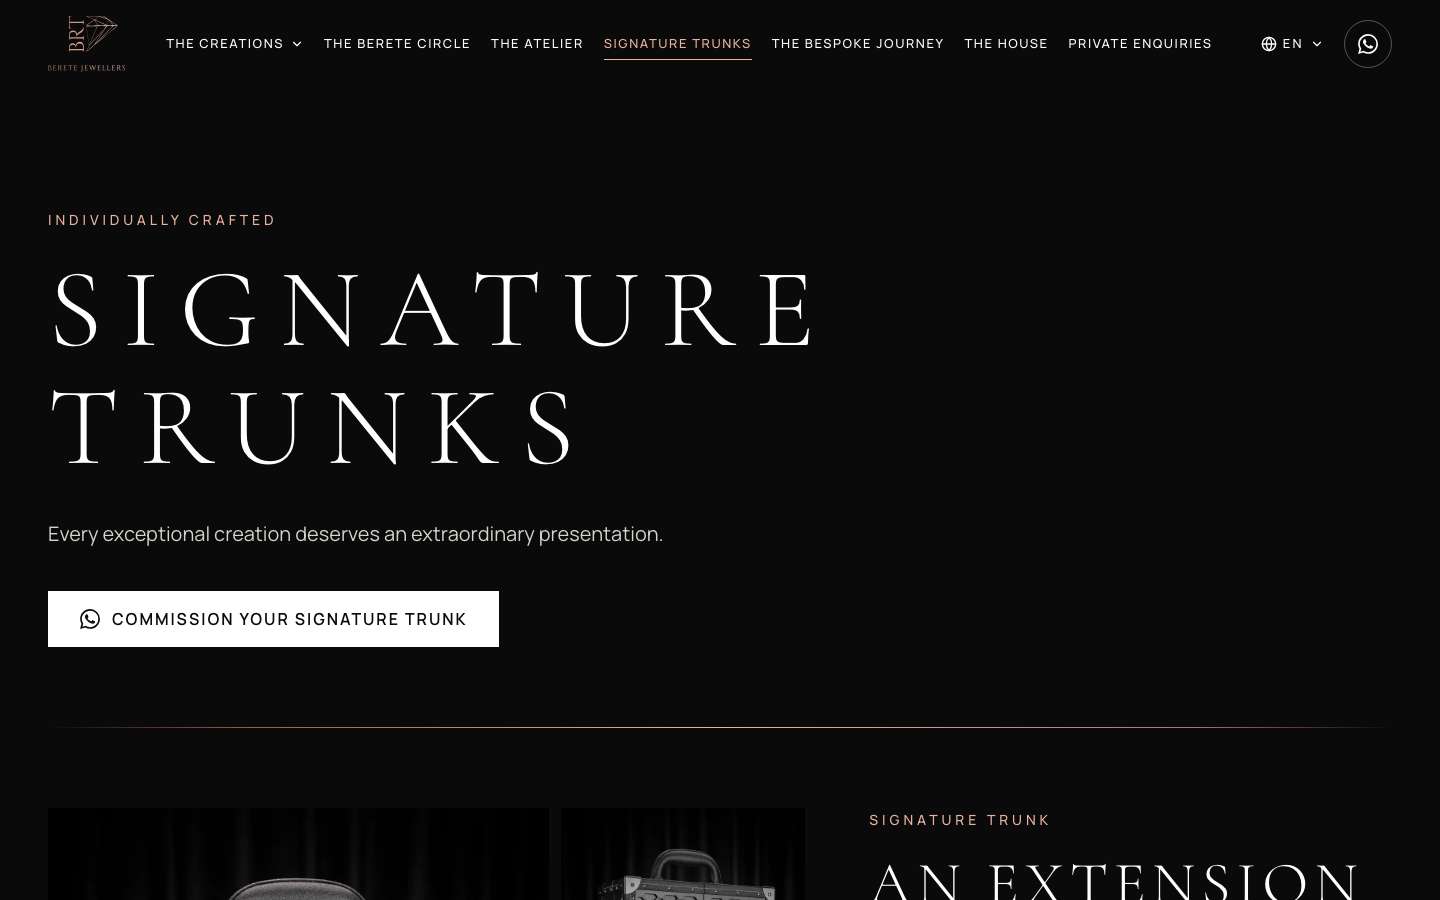 BRT
BERETE JEWELLERS
THE CREATIONS
THE BERETE CIRCLE
THE ATELIER
SIGNATURE TRUNKS
THE BESPOKE JOURNEY
THE HOUSE
PRIVATE ENQUIRIES
EN
INDIVIDUALLY CRAFTED
SIGNATURE
TRUNKS
Every exceptional creation deserves an extraordinary presentation.
COMMISSION YOUR SIGNATURE TRUNK
SIGNATURE TRUNK
AN EXTENSION